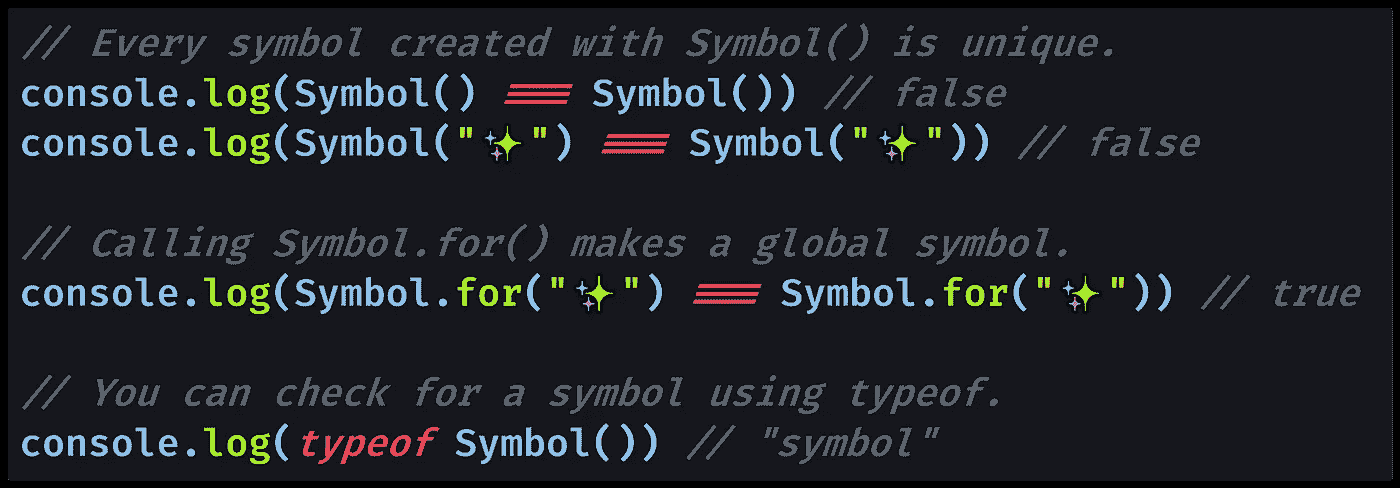 // Every symbol created with Symbol() is unique.
console.log(Symbol() === Symbol()) // false
console.log(Symbol("✨") === Symbol("✨")) // false
// Calling Symbol.for() makes a global symbol.
console.log(Symbol.for("✨") === Symbol.for("✨")) // true
// You can check for a symbol using typeof.
console.log(typeof Symbol()) // "symbol"